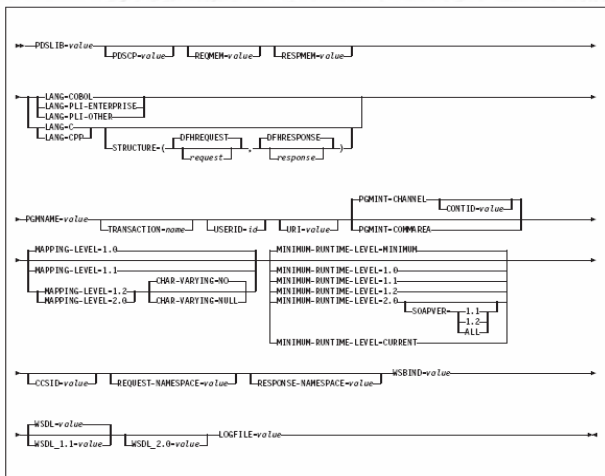 PDSLIB=value
PDSCP=value REQMEM=value RESPMEM=value
LANG=COBOL
LANG=PLI-ENTERPRISE
LANG=PLI-OTHER
LANG=C
LANG=CPP
STRUCTURE=( DFHREQUEST , DFHRESPONSE )
request response
PGMNAME=value
TRANSACTION=name USERID=id URI=value
PGMINT=CHANNEL
CONTID=value
PGMINT=COMMAREA
MAPPING-LEVEL=1.0
MAPPING-LEVEL=1.1
MAPPING-LEVEL=1.2
MAPPING-LEVEL=2.0
CHAR-VARYING=NO
CHAR-VARYING=NULL
MINIMUM-RUNTIME-LEVEL=MINIMUM
MINIMUM-RUNTIME-LEVEL=1.0
MINIMUM-RUNTIME-LEVEL=1.1
MINIMUM-RUNTIME-LEVEL=1.2
MINIMUM-RUNTIME-LEVEL=2.0
SOAPVER= 1.1
1.2
ALL
MINIMUM-RUNTIME-LEVEL=CURRENT
CCSID=value REQUEST-NAMESPACE=value RESPONSE-NAMESPACE=value
WSBIND=value
WSDL=value
WSDL_1.1=value
WSDL_2.0=value
LOGFILE=value